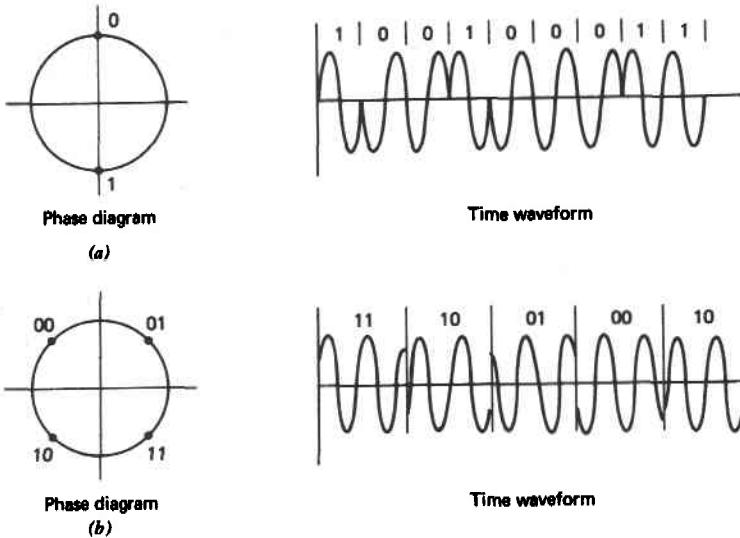 0
1
Phase diagram
(a)
1 | 0 | 0 | 1 | 0 | 0 | 0 | 1 | 1 |
Time waveform
00 01
10 11
Phase diagram
(b)
11 10 01 00 10
Time waveform